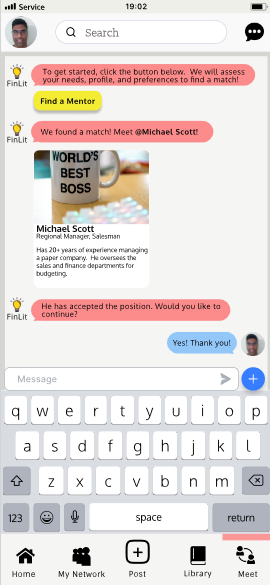 Service
19:02
Search
To get started, click the button below. We will assess
your needs, profile, and preferences to find a match!
FinLit
Find a Mentor
We found a match! Meet @Michael Scott!
FinLit
WORLD'S
BEST
BOSS
Michael Scott
Regional Manager, Salesman
Has 20+ years of experience managing
a paper company. He oversees the
sales and finance departments for
budgeting.
He has accepted the position. Would you like to
continue?
FinLit
Yes! Thank you!
Message
q w e r t y u i o p
a s d f g h j k l
z x c v b n m
123 space return
Home My Network Post Library Meet